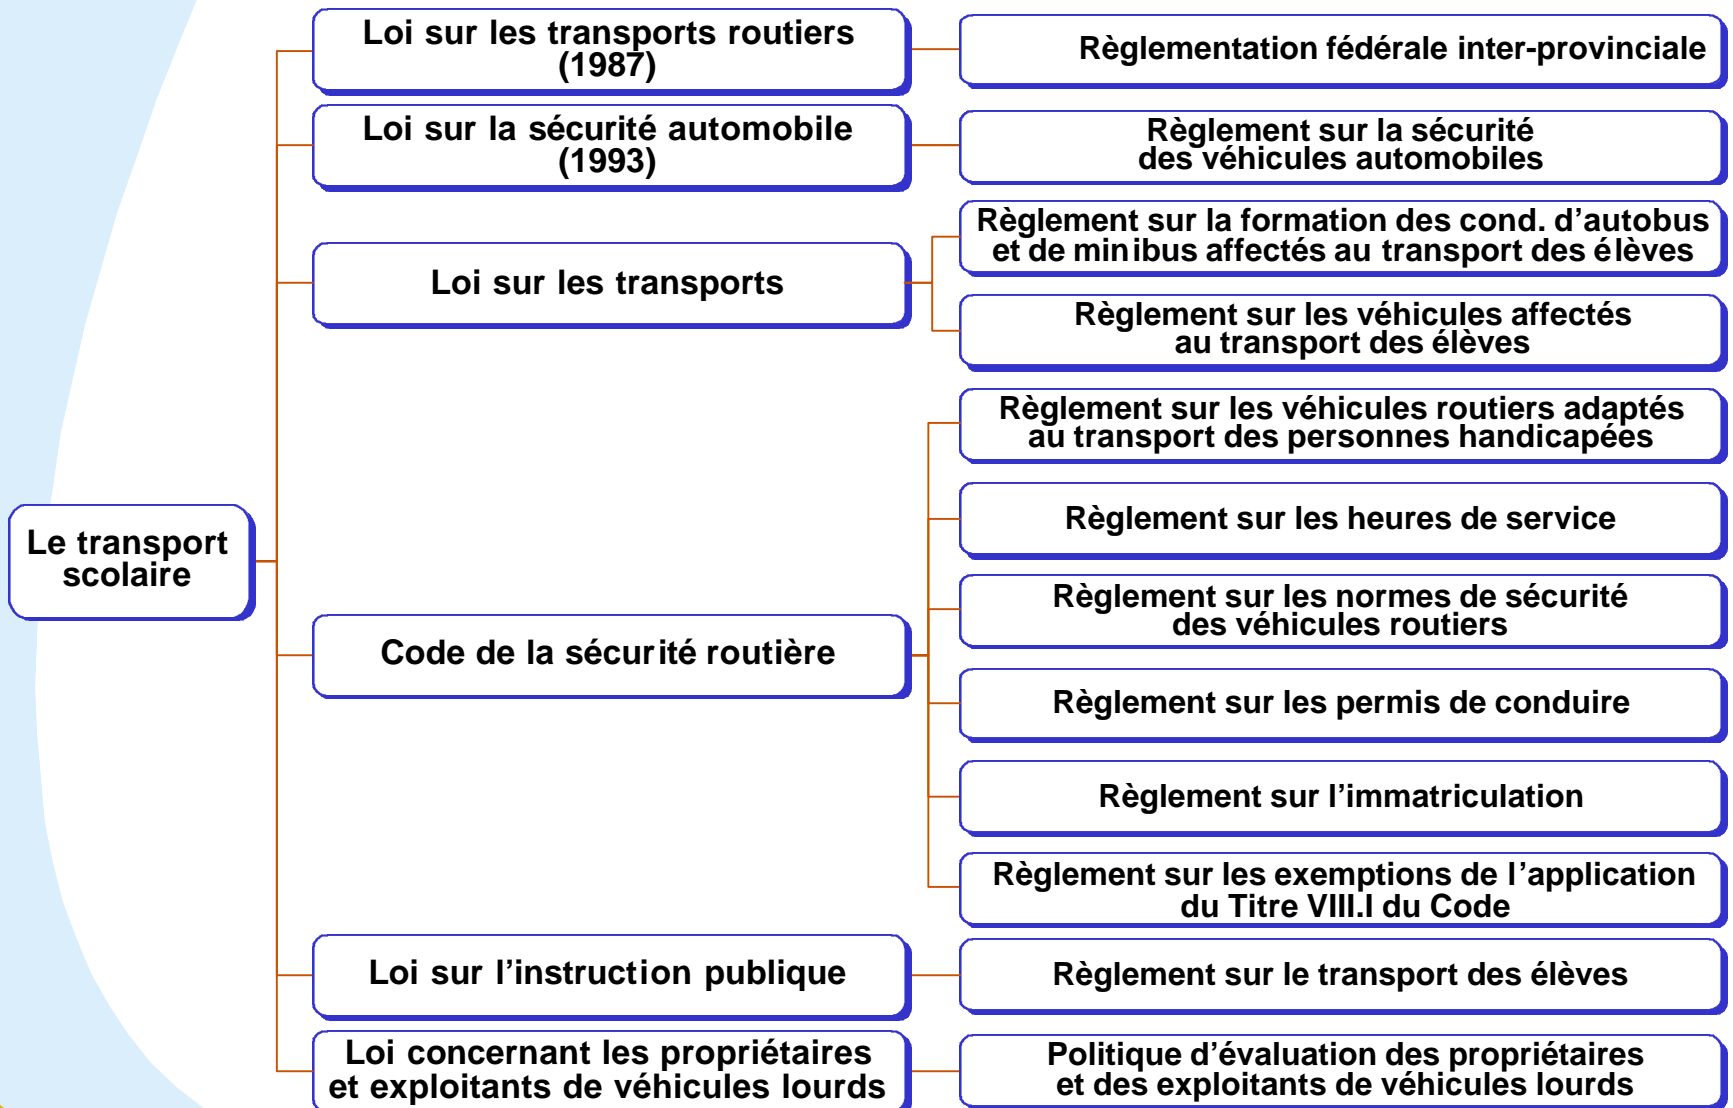 Le transport
scolaire
Loi sur les transports routiers
(1987)
Règlementation fédérale inter-provinciale
Loi sur la sécurité automobile
(1993)
Règlement sur la sécurité
des véhicules automobiles
Loi sur les transports
Règlement sur la formation des cond. d’autobus
et de minibus affectés au transport des élèves
Règlement sur les véhicules affectés
au transport des élèves
Code de la sécurité routière
Règlement sur les véhicules routiers adaptés
au transport des personnes handicapées
Règlement sur les heures de service
Règlement sur les normes de sécurité
des véhicules routiers
Règlement sur les permis de conduire
Règlement sur l’immatriculation
Règlement sur les exemptions de l’application
du Titre VIII.I du Code
Loi sur l’instruction publique
Règlement sur le transport des élèves
Loi concernant les propriétaires
et exploitants de véhicules lourds
Politique d’évaluation des propriétaires
et des exploitants de véhicules lourds